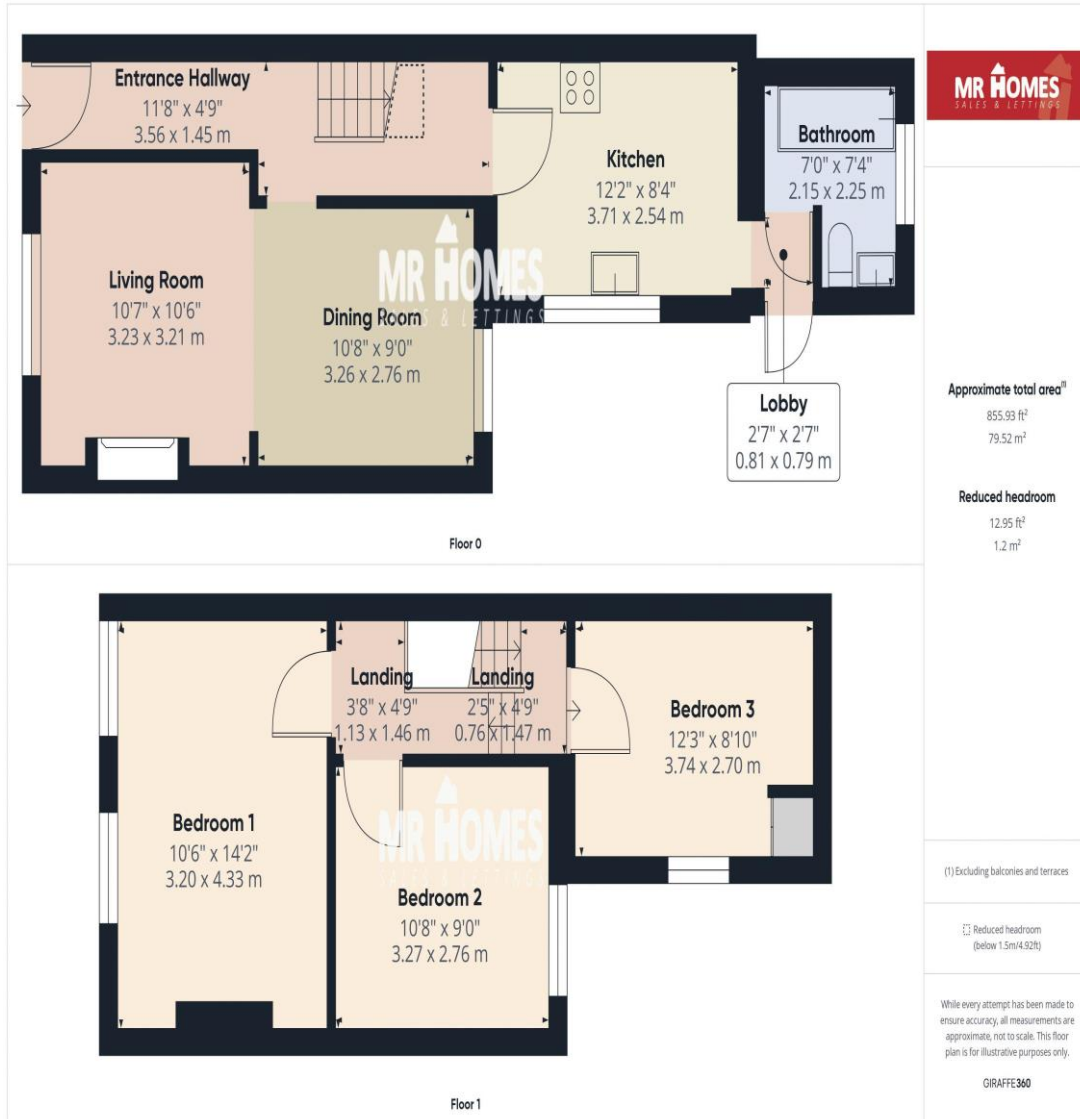 Entrance Hallway
11'8" x 4'9"
3.56 x 1.45 m
Kitchen
12'2" x 8'4"
3.71 x 2.54 m
Bathroom
7'0" x 7'4"
2.15 x 2.25 m
Living Room
10'7" x 10'6"
3.23 x 3.21 m
MR HOMES
SALES & LETTINGS
Dining Room
10'8" x 9'0"
3.26 x 2.76 m
Lobby
2'7" x 2'7"
0.81 x 0.79 m
Floor 0
Landing
3'8" x 4'9"
1.13 x 1.46 m
Landing
2'5" x 4'9"
0.76 x 1.47 m
Bedroom 3
12'3" x 8'10"
3.74 x 2.70 m
Bedroom 1
10'6" x 14'2"
3.20 x 4.33 m
MR HOMES
SALES & LETTINGS
Bedroom 2
10'8" x 9'0"
3.27 x 2.76 m
Floor 1
MR HOMES
SALES & LETTINGS
Approximate total area(1)
855.93 ft²
79.52 m²
Reduced headroom
12.95 ft²
1.2 m²
(1) Excluding balconies and terraces
Reduced headroom
(below 1.5m/4.92ft)
While every attempt has been made to
ensure accuracy, all measurements are
approximate, not to scale. This floor
plan is for illustrative purposes only.
GIRAFFE360